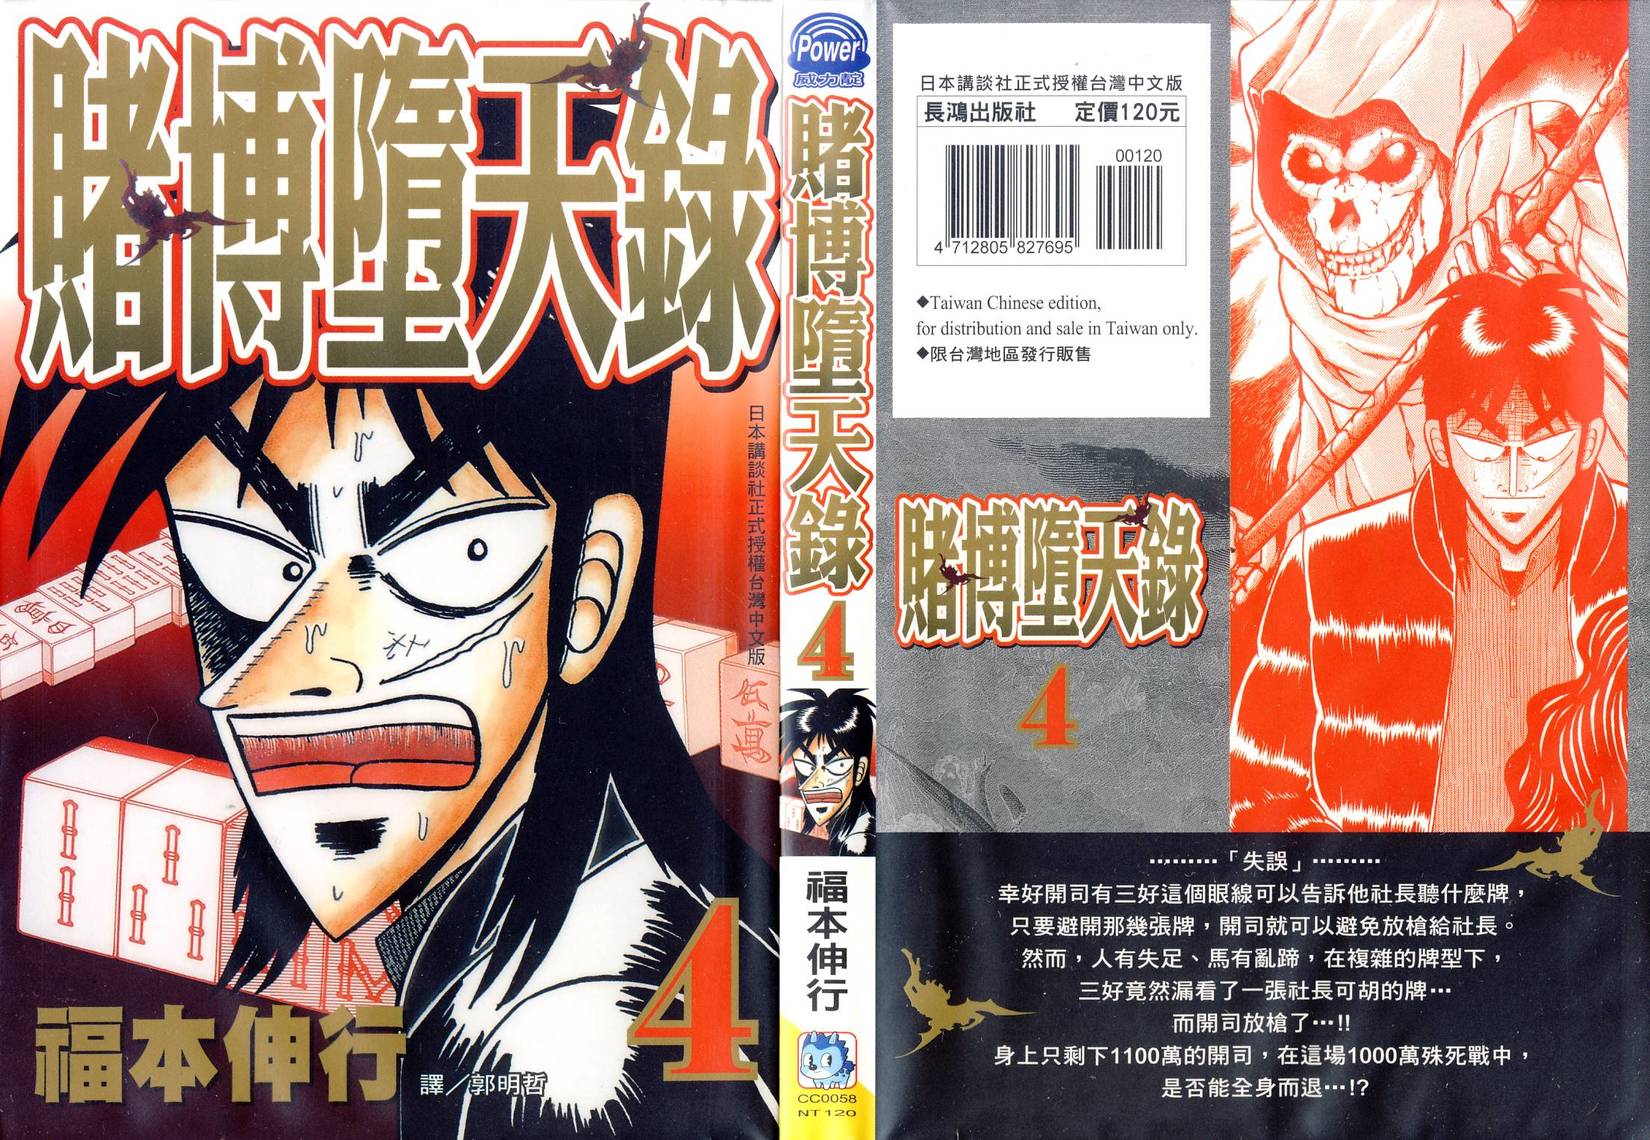 賭博墮天錄
日本講談社正式授權台灣中文版
伍萬
福本伸行
譯／郭明哲
4
Power
威力誌
賭博墮天錄
4
福本伸行
CC0058
NT 120
日本講談社正式授權台灣中文版
長鴻出版社 定價120元
00120
4 712805 827695
◆Taiwan Chinese edition,
for distribution and sale in Taiwan only.
◆限台灣地區發行販售
賭博墮天錄
4
………「失誤」………
幸好開司有三好這個眼線可以告訴他社長聽什麼牌，
只要避開那幾張牌，開司就可以避免放槍給社長。
然而，人有失足、馬有亂蹄，在複雜的牌型下，
三好竟然漏看了一張社長可胡的牌…
而開司放槍了…!!
身上只剩下1100萬的開司，在這場1000萬殊死戰中，
是否能全身而退…!?